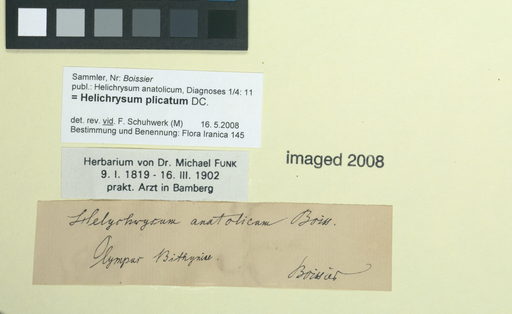 Sammler, Nr: Boissier
publ.: Helichrysum anatolicum, Diagnoses 1/4: 11
= Helichrysum plicatum DC.
det. rev. vid. F. Schuhwerk (M) 16.5.2008
Bestimmung und Benennung: Flora Iranica 145
Herbarium von Dr. Michael FUNK
9. I. 1819 - 16. III. 1902
prakt. Arzt in Bamberg
imaged 2008
Helychrysum anatolicum Boiss.
Olympus Bithyniæ.
Boissier